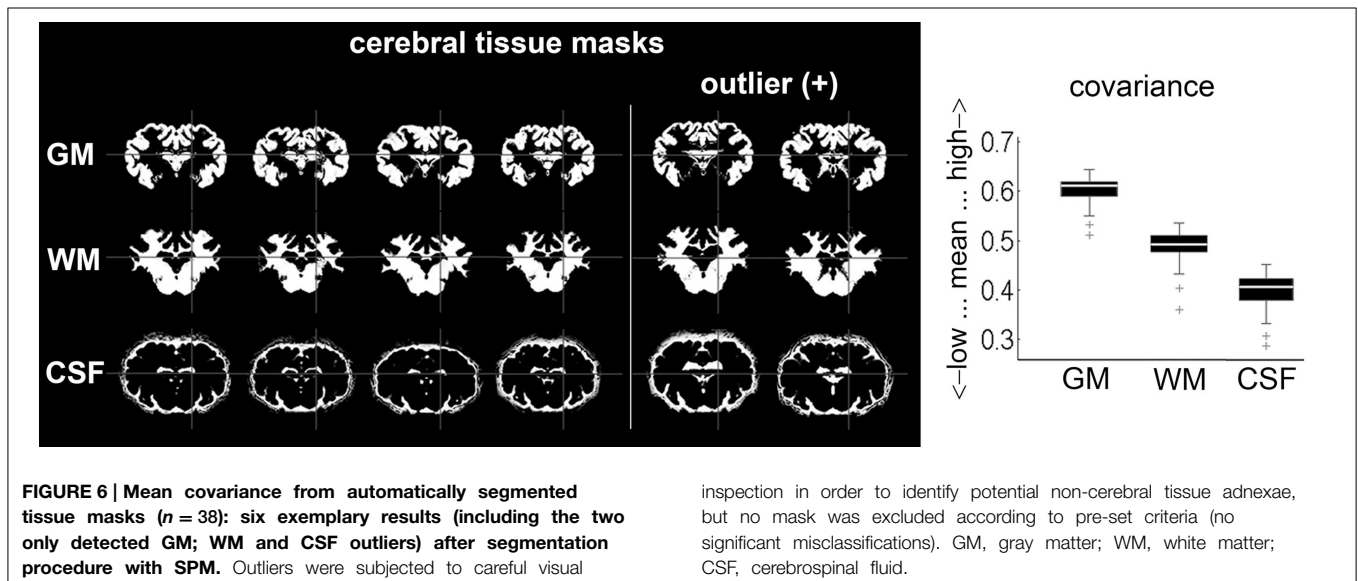 cerebral tissue masks
outlier (+)
GM
WM
CSF
covariance
<–low ... mean ... high–>
0.7
0.6
0.5
0.4
0.3
GM WM CSF
FIGURE 6 | Mean covariance from automatically segmented
tissue masks (n = 38): six exemplary results (including the two
only detected GM; WM and CSF outliers) after segmentation
procedure with SPM. Outliers were subjected to careful visual
inspection in order to identify potential non-cerebral tissue adnexae,
but no mask was excluded according to pre-set criteria (no
significant misclassifications). GM, gray matter; WM, white matter;
CSF, cerebrospinal fluid.